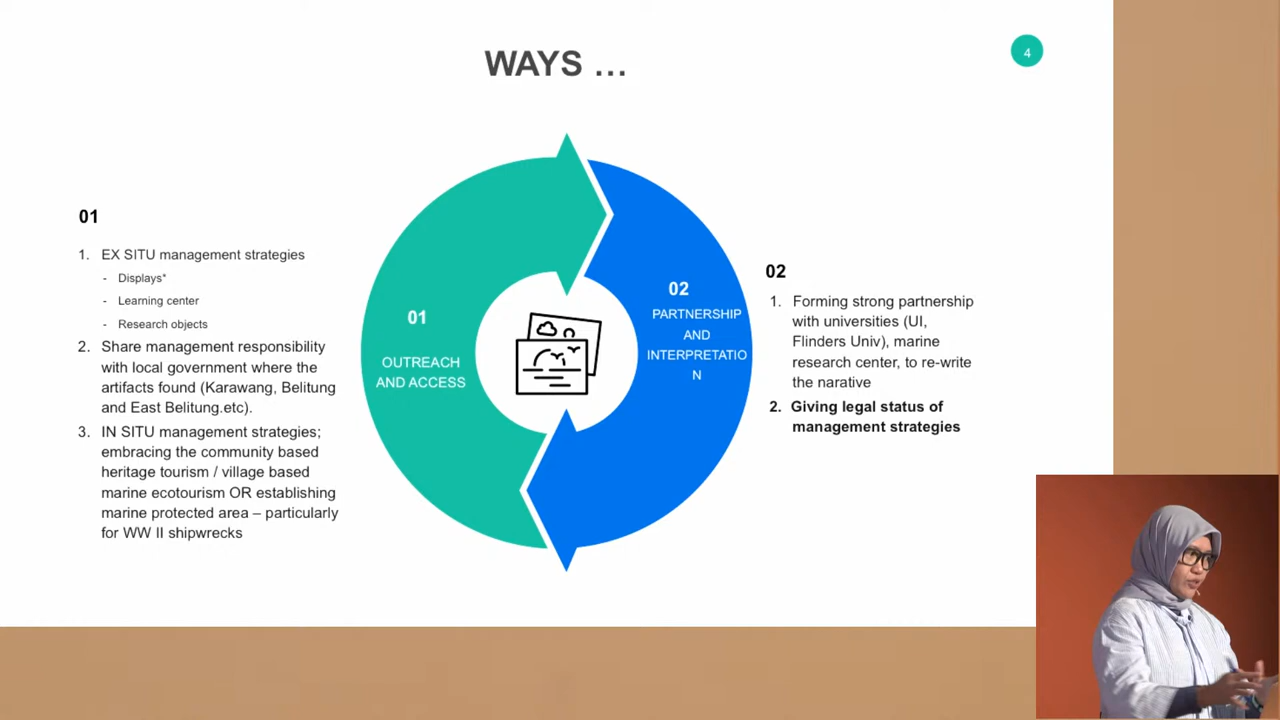 WAYS ...
4
01
1. EX SITU management strategies
- Displays*
- Learning center
- Research objects
2. Share management responsibility
with local government where the
artifacts found (Karawang, Belitung
and East Belitung.etc).
3. IN SITU management strategies;
embracing the community based
heritage tourism / village based
marine ecotourism OR establishing
marine protected area – particularly
for WW II shipwrecks
01
OUTREACH
AND ACCESS
02
PARTNERSHIP
AND
INTERPRETATIO
N
02
1. Forming strong partnership
with universities (UI,
Flinders Univ), marine
research center, to re-write
the narative
2. Giving legal status of
management strategies